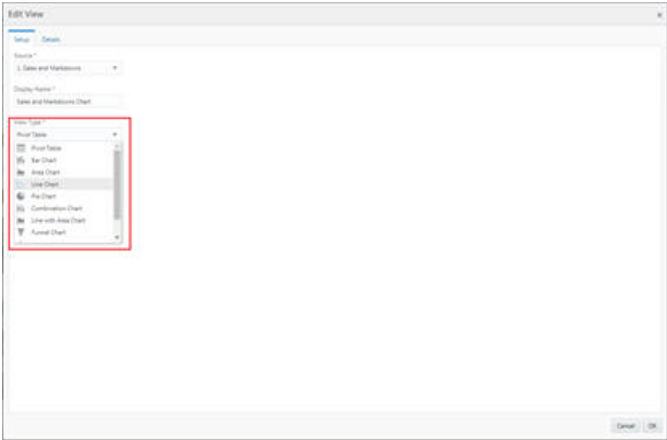 Edit View
×
Setup Details
Source *
1. Sales and Markdowns
Display Name *
Sales and Markdowns Chart
View Type *
Pivot Table
Pivot Table
Bar Chart
Area Chart
Line Chart
Pie Chart
Combination Chart
Line with Area Chart
Funnel Chart
Cancel OK